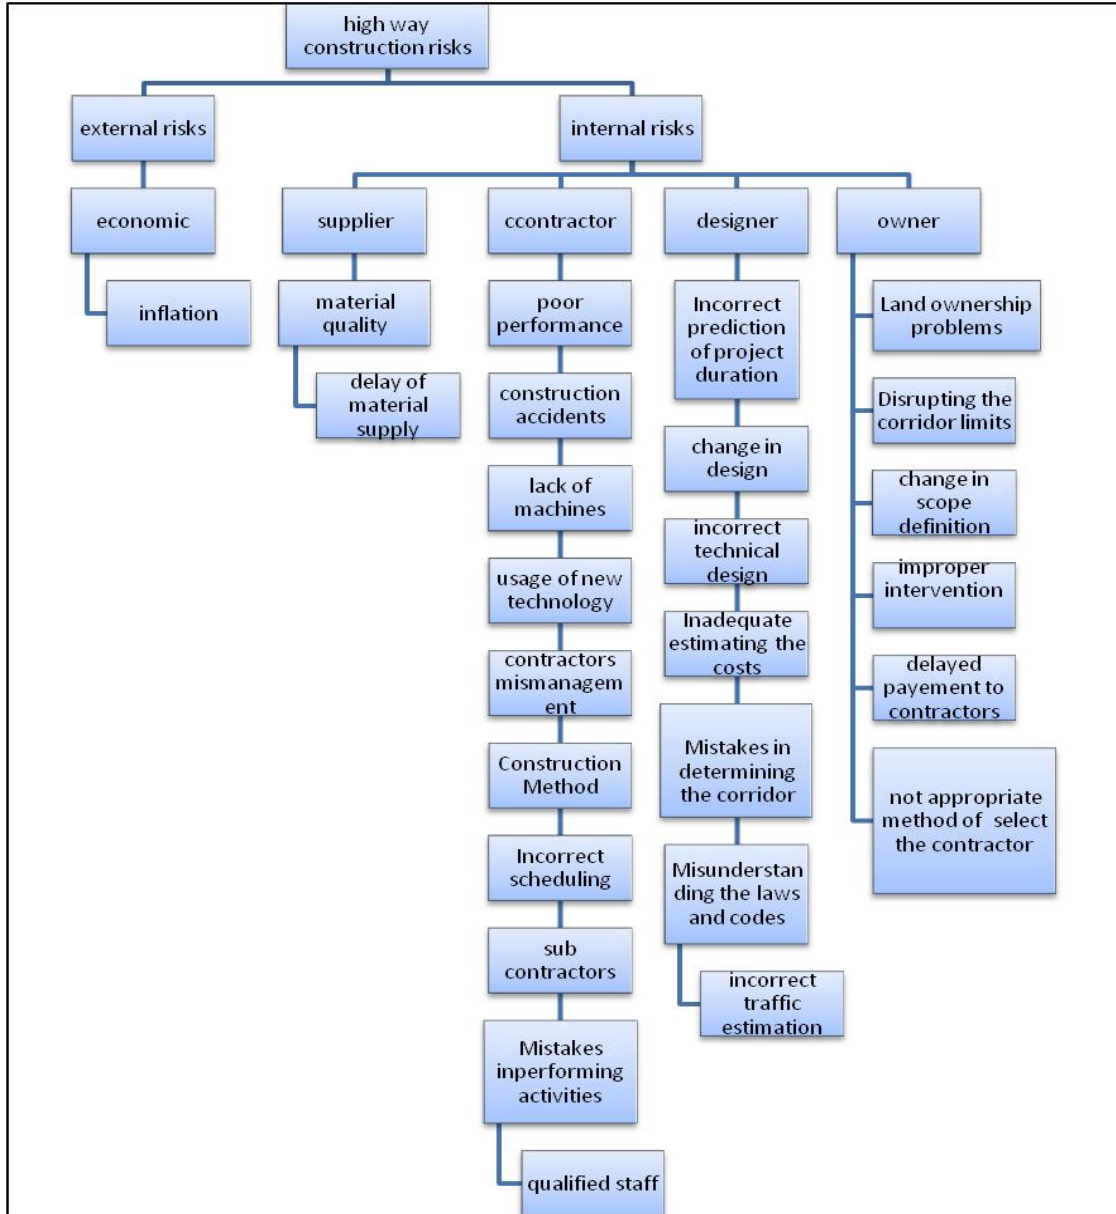 high way
construction risks
external risks
internal risks
economic
supplier
ccontractor
designer
owner
inflation
material
quality
delay of
material
supply
poor
performance
construction
accidents
lack of
machines
usage of new
technology
contractors
mismanagem
ent
Construction
Method
Incorrect
scheduling
sub
contractors
Mistakes
inperforming
activities
qualified staff
Incorrect
prediction
of project
duration
change in
design
incorrect
technical
design
Inadequate
estimating the
costs
Mistakes in
determining
the corridor
Misunderstan
ding the laws
and codes
incorrect
traffic
estimation
Land ownership
problems
Disrupting the
corridor limits
change in
scope
definition
improper
intervention
delayed
payement to
contractors
not appropriate
method of  select
the contractor